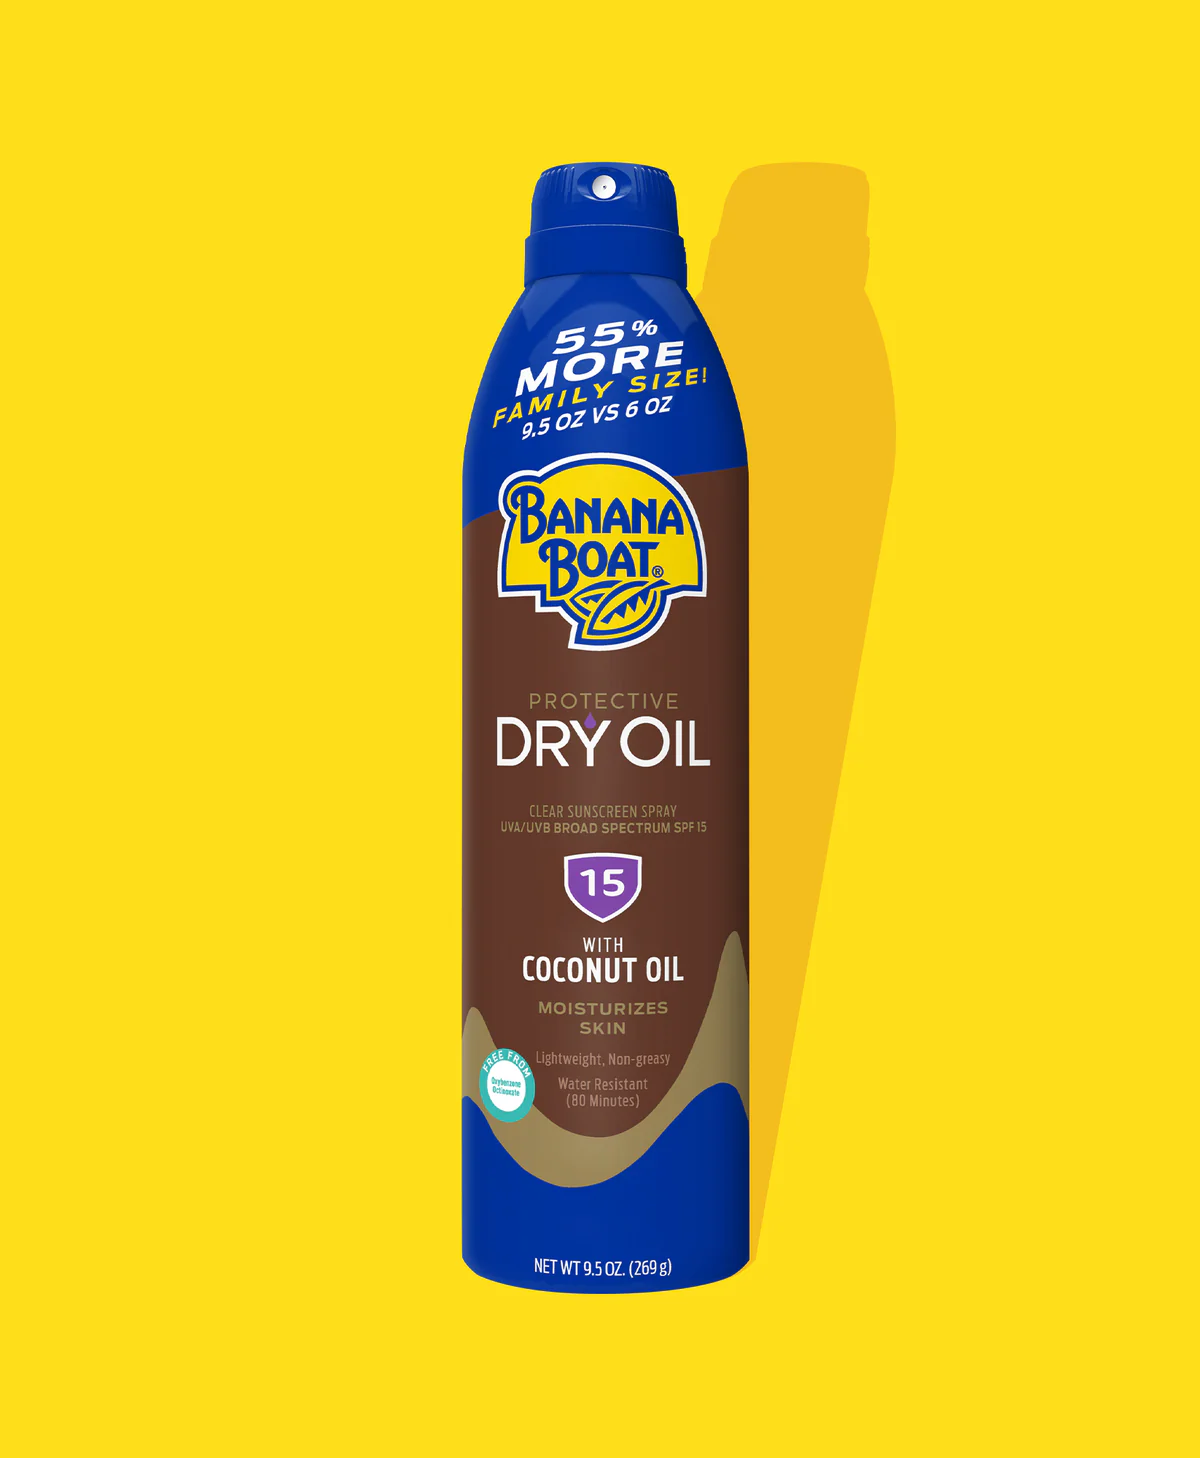 55%
MORE
FAMILY SIZE!
9.5 OZ VS 6 OZ
BANANA
BOAT®
PROTECTIVE
DRY OIL
CLEAR SUNSCREEN SPRAY
UVA/UVB BROAD SPECTRUM SPF 15
15
WITH
COCONUT OIL
MOISTURIZES
SKIN
Lightweight, Non-greasy
Water Resistant
(80 Minutes)
FREE FROM
Oxybenzone
Octinoxate
NET WT 9.5 OZ. (269 g)